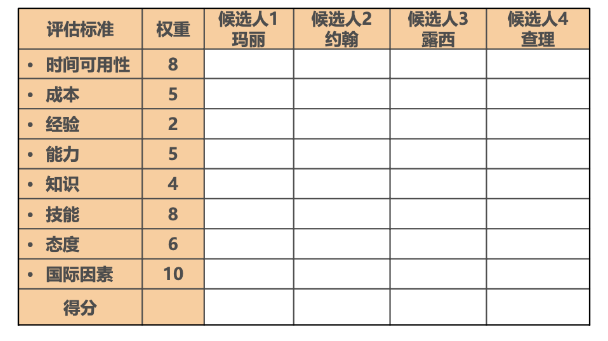 评估标准 权重 候选人1 玛丽 候选人2 约翰 候选人3 露西 候选人4 查理
• 时间可用性 8
• 成本 5
• 经验 2
• 能力 5
• 知识 4
• 技能 8
• 态度 6
• 国际因素 10
得分